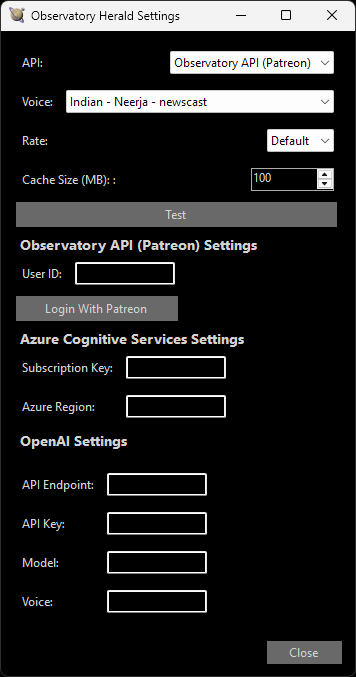 Observatory Herald Settings
API: Observatory API (Patreon)
Voice: Indian - Neerja - newscast
Rate: Default
Cache Size (MB): : 100
Test
Observatory API (Patreon) Settings
User ID:
Login With Patreon
Azure Cognitive Services Settings
Subscription Key:
Azure Region:
OpenAI Settings
API Endpoint:
API Key:
Model:
Voice:
Close